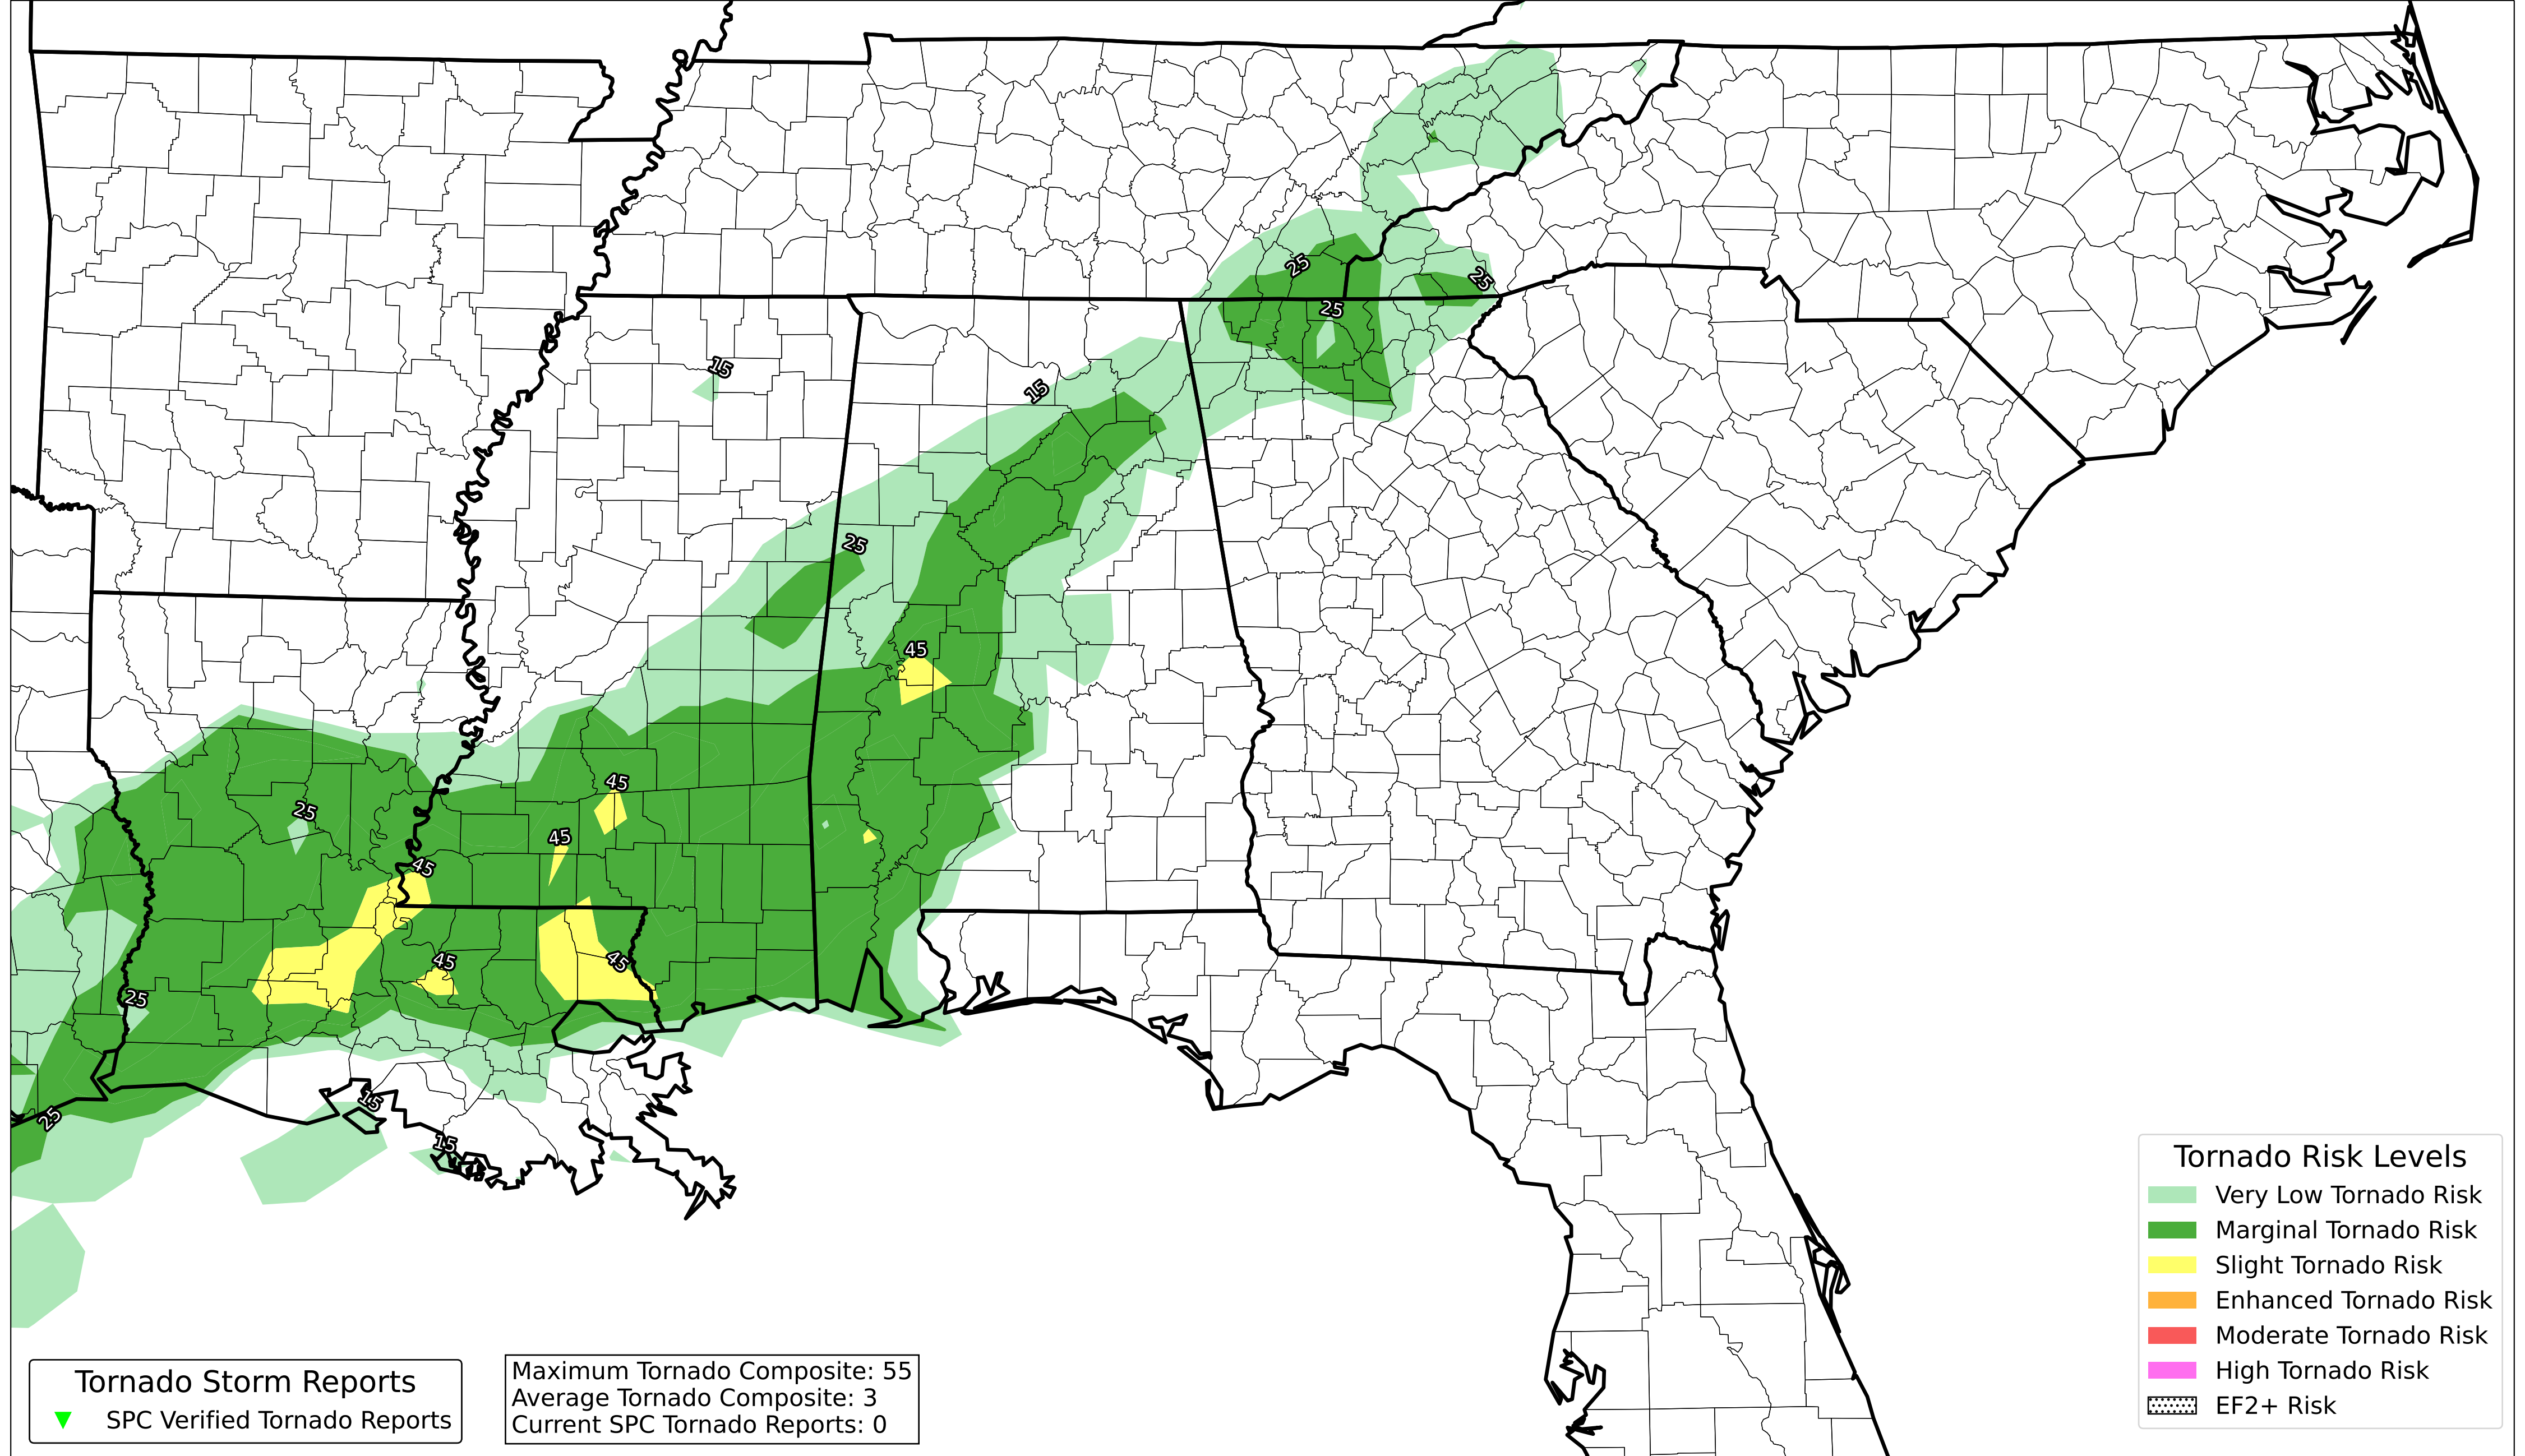 25
25
25
15
15
25
45
45
25
45
45
45
45
25
25
15
15
Tornado Risk Levels
Very Low Tornado Risk
Marginal Tornado Risk
Slight Tornado Risk
Enhanced Tornado Risk
Moderate Tornado Risk
High Tornado Risk
EF2+ Risk
Tornado Storm Reports
SPC Verified Tornado Reports
Maximum Tornado Composite: 55
Average Tornado Composite: 3
Current SPC Tornado Reports: 0